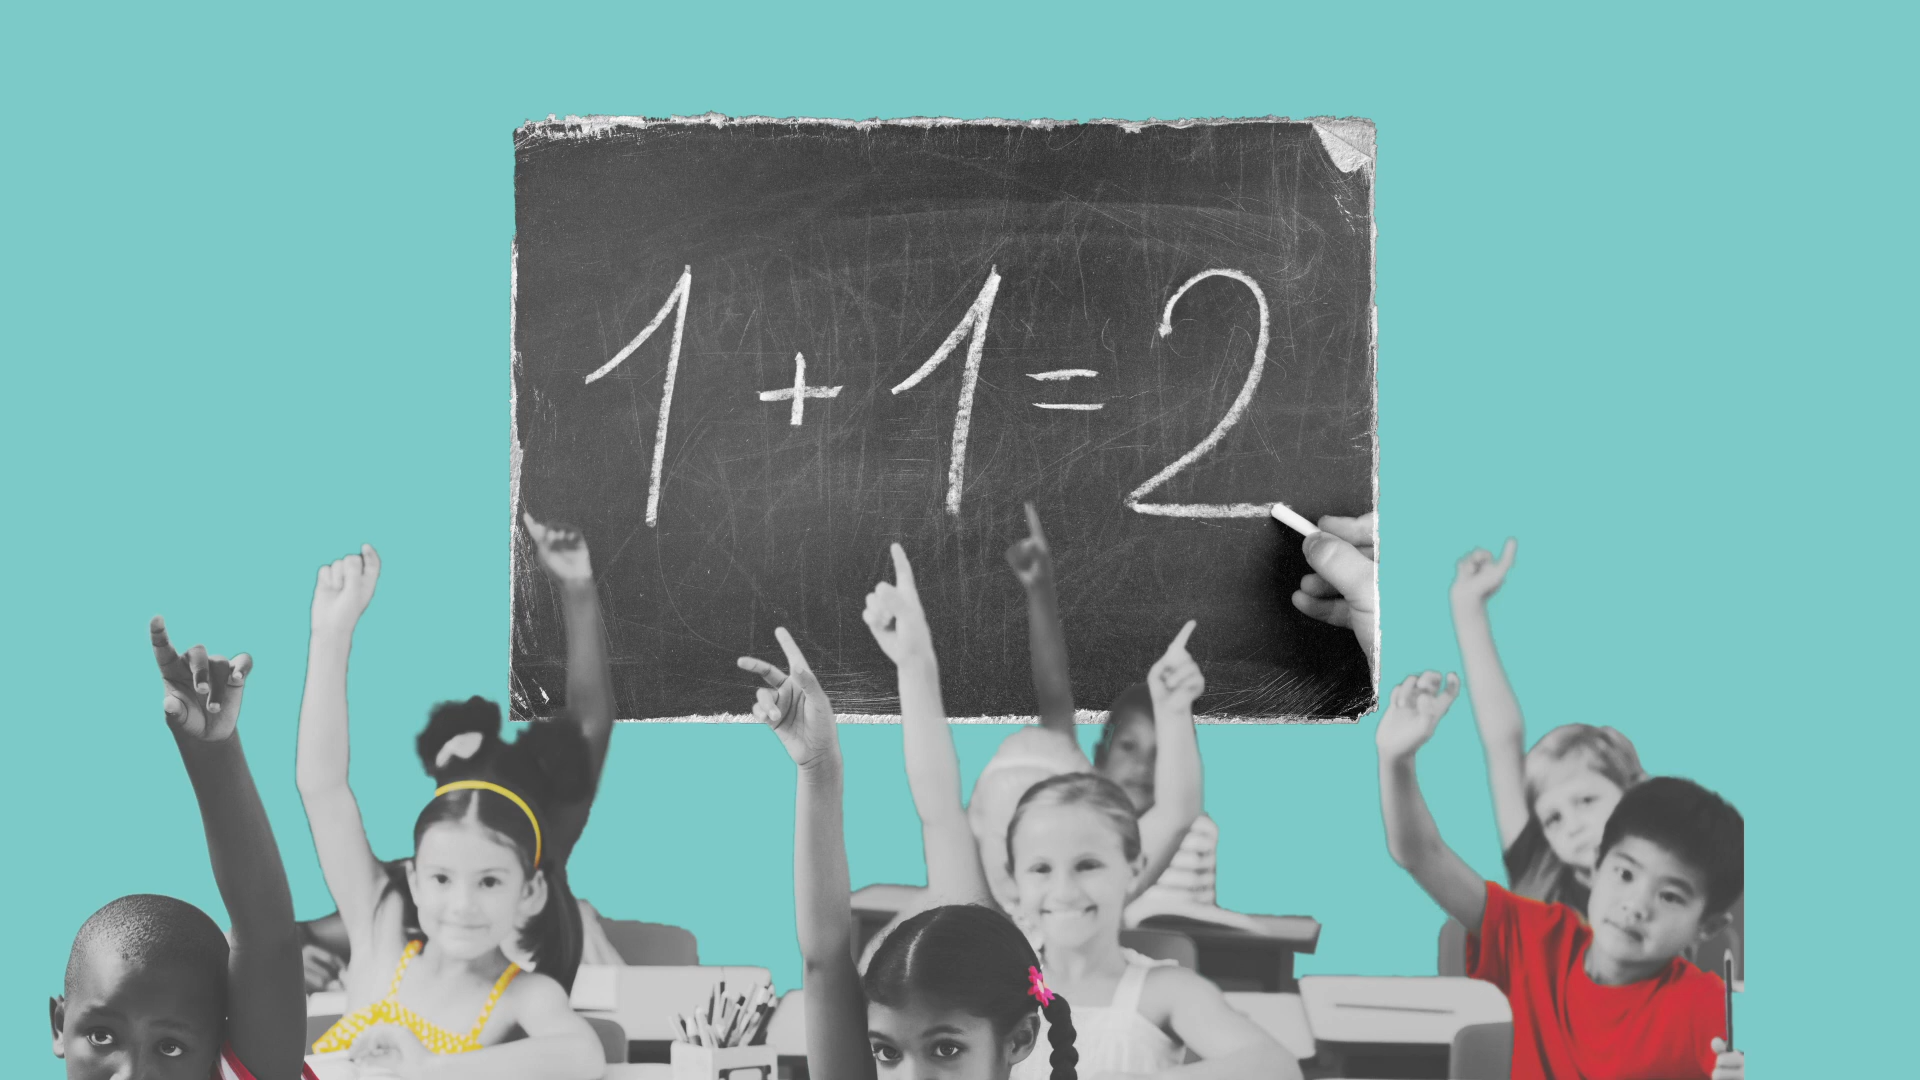 1 + 1 = 2